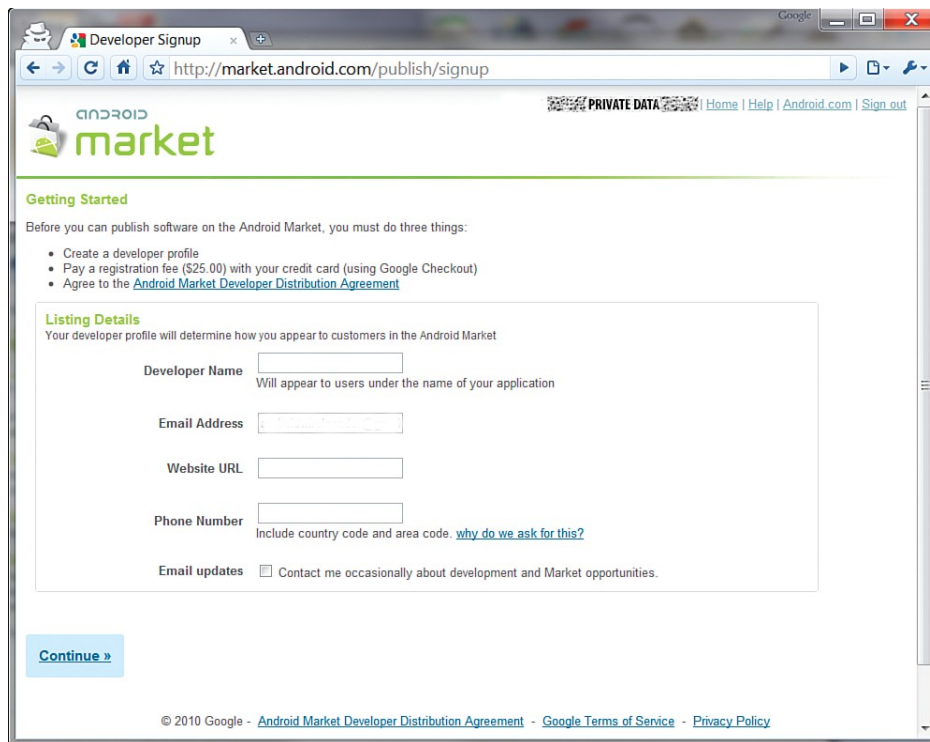 Google
Developer Signup
http://market.android.com/publish/signup
PRIVATE DATA | Home | Help | Android.com | Sign out
android
market
Getting Started
Before you can publish software on the Android Market, you must do three things:
• Create a developer profile
• Pay a registration fee ($25.00) with your credit card (using Google Checkout)
• Agree to the Android Market Developer Distribution Agreement
Listing Details
Your developer profile will determine how you appear to customers in the Android Market
Developer Name
Will appear to users under the name of your application
Email Address
Website URL
Phone Number
Include country code and area code. why do we ask for this?
Email updates Contact me occasionally about development and Market opportunities.
Continue »
© 2010 Google - Android Market Developer Distribution Agreement - Google Terms of Service - Privacy Policy